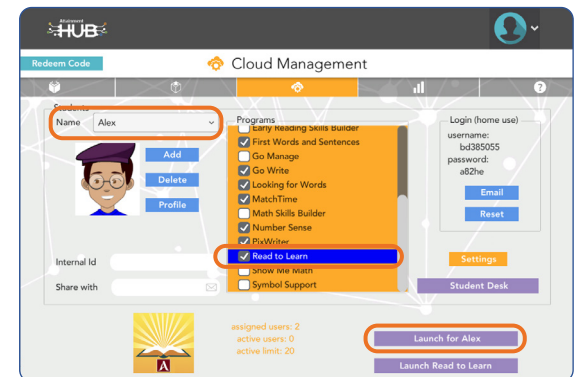 Attainment
HUB
Redeem Code
Cloud Management
?
Students
Name Alex
Add
Delete
Profile
Internal Id
Share with
Programs
Early Reading Skills Builder
First Words and Sentences
Go Manage
Go Write
Looking for Words
MatchTime
Math Skills Builder
Number Sense
PixWriter
Read to Learn
Show Me Math
Symbol Support
Login (home use)
username:
bd385055
password:
a82he
Email
Reset
Settings
Student Desk
A
assigned users: 2
active users: 0
active limit: 20
Launch for Alex
Launch Read to Learn